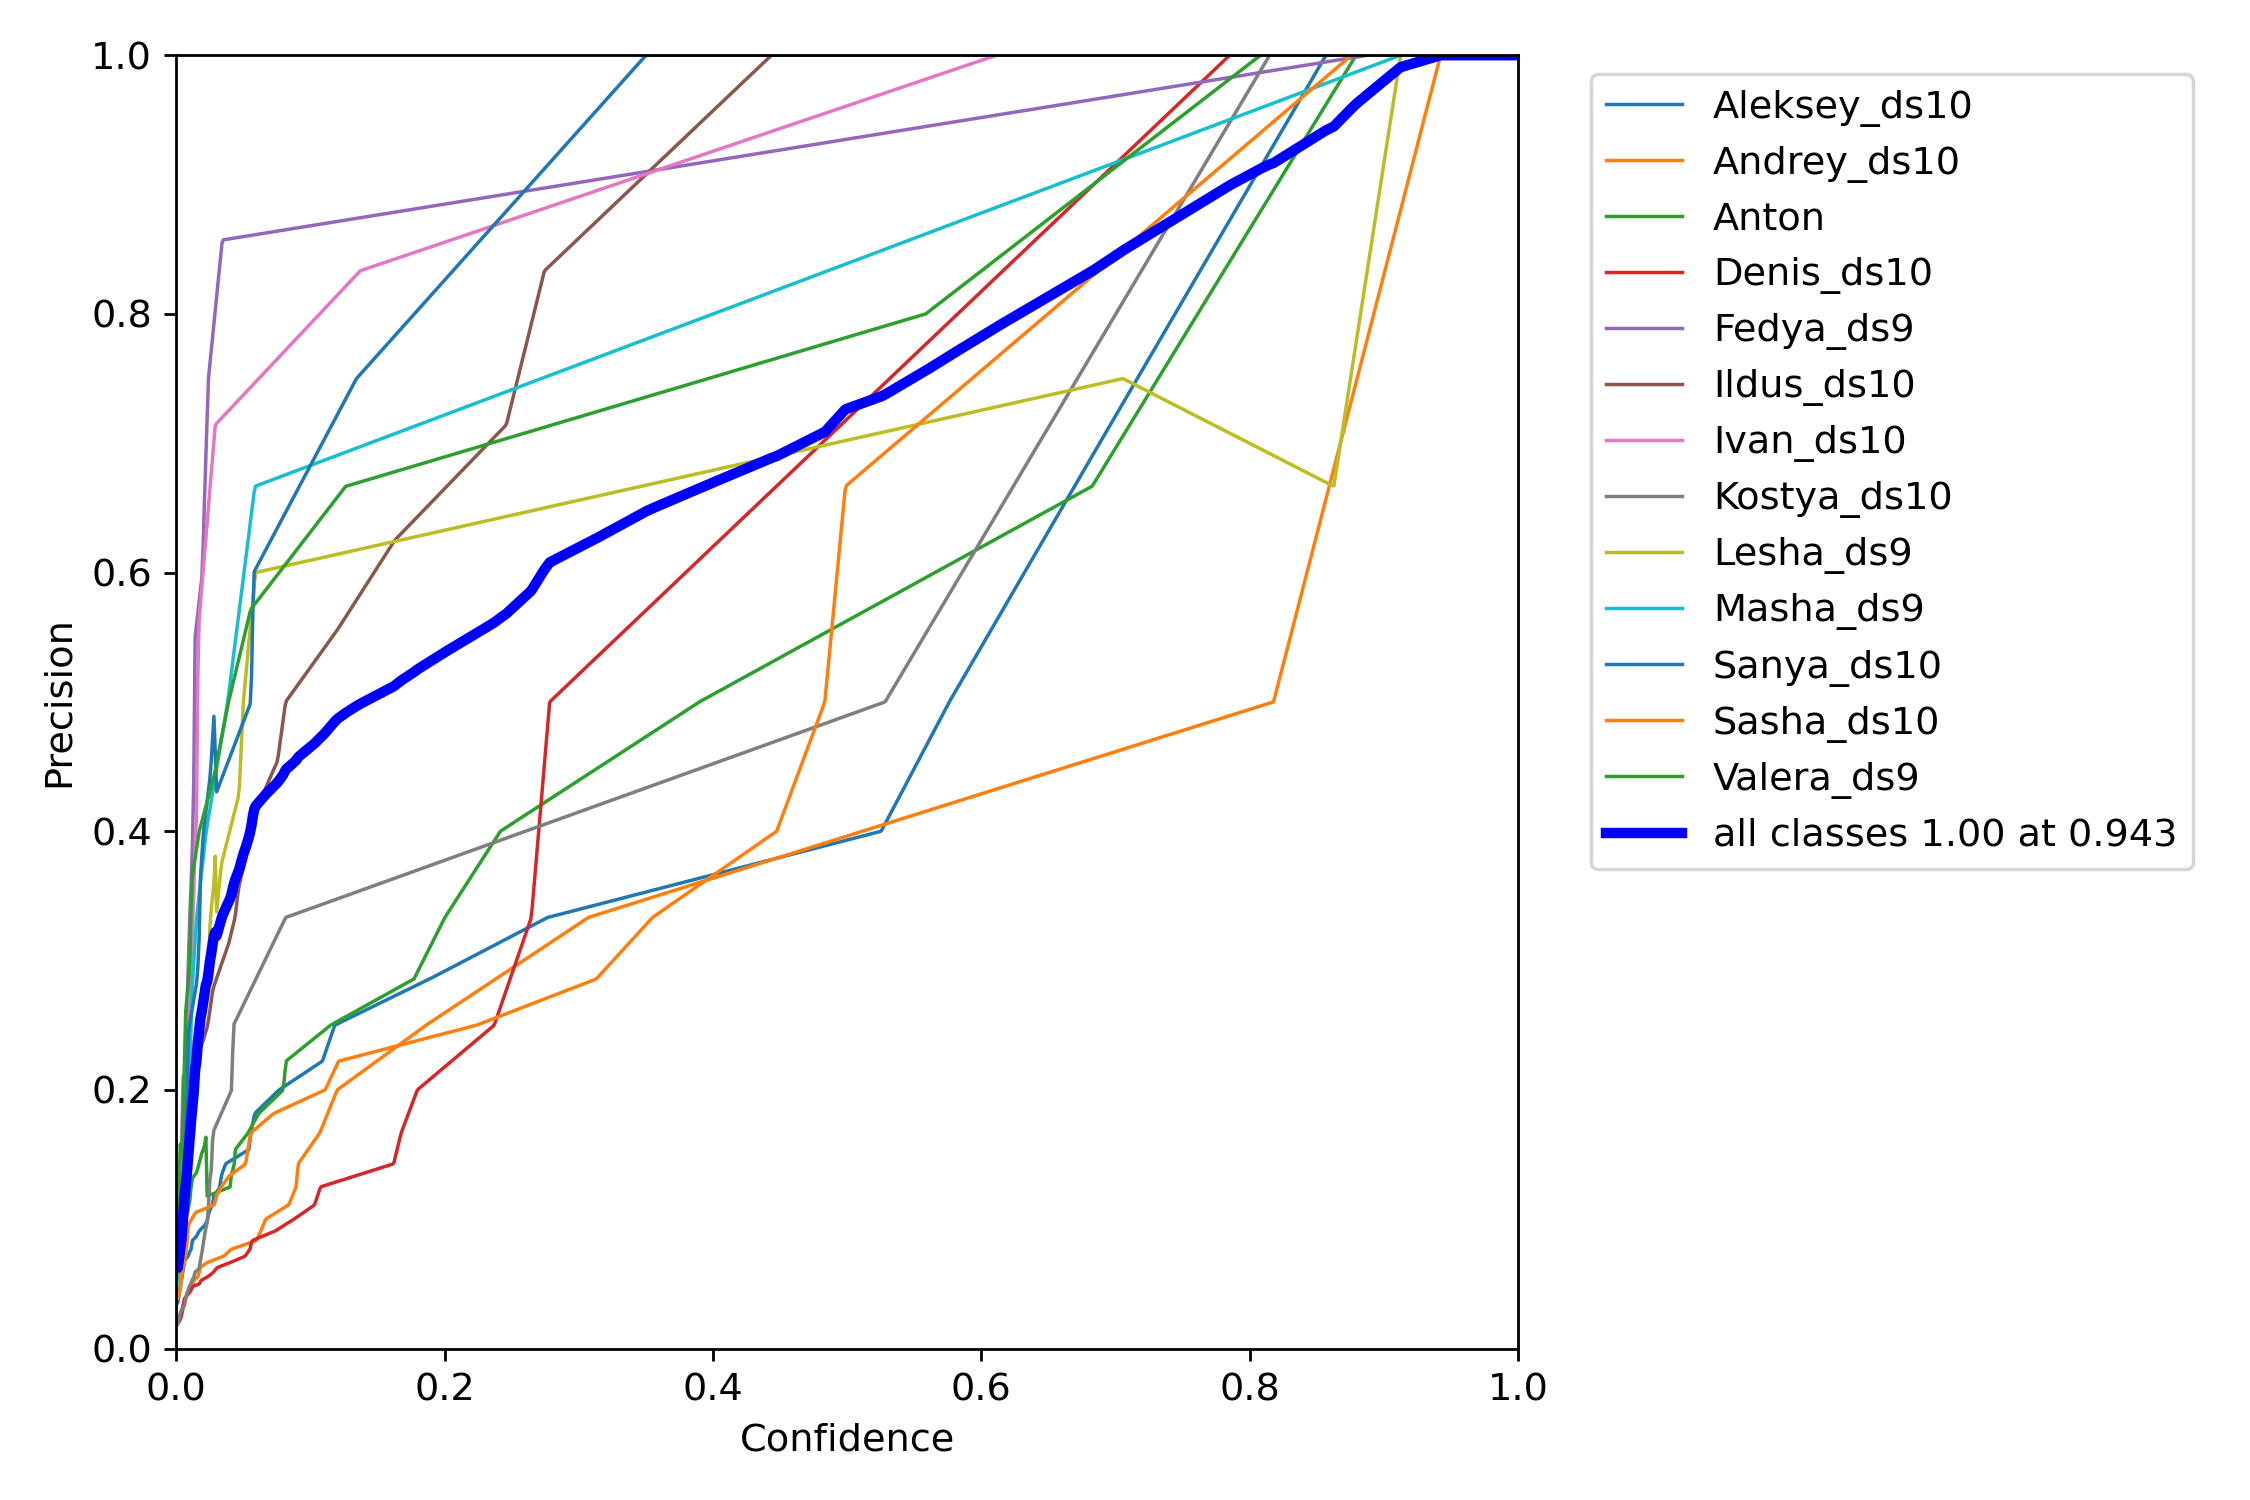 1.0
0.8
0.6
0.4
0.2
0.0
Precision
0.0 0.2 0.4 0.6 0.8 1.0
Confidence
Aleksey_ds10
Andrey_ds10
Anton
Denis_ds10
Fedya_ds9
Ildus_ds10
Ivan_ds10
Kostya_ds10
Lesha_ds9
Masha_ds9
Sanya_ds10
Sasha_ds10
Valera_ds9
all classes 1.00 at 0.943